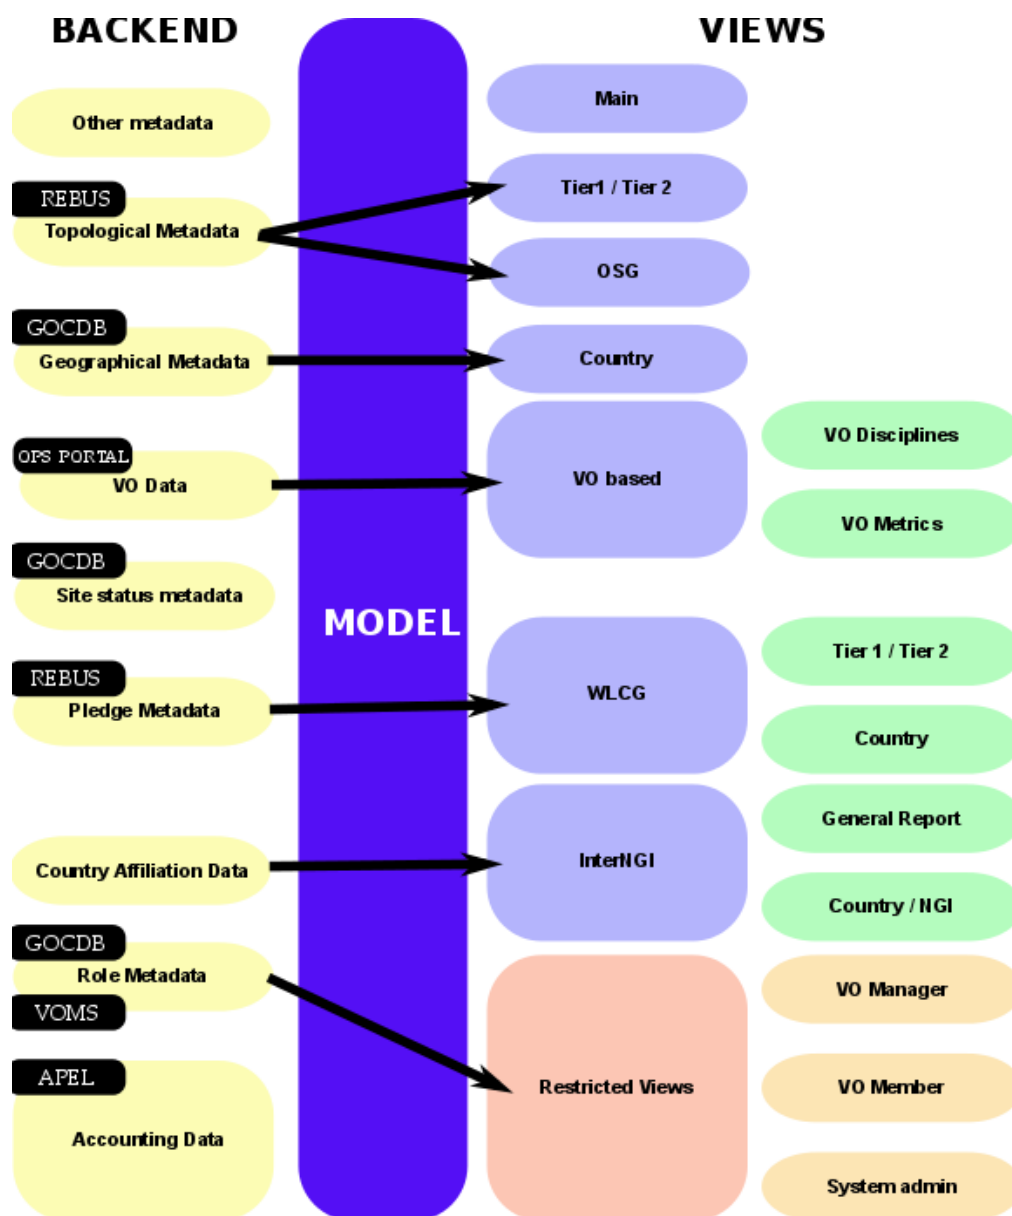 BACKEND
VIEWS
Other metadata
REBUS
Topological Metadata
GOCDB
Geographical Metadata
OPS PORTAL
VO Data
GOCDB
Site status metadata
REBUS
Pledge Metadata
Country Affiliation Data
GOCDB
Role Metadata
VOMS
APEL
Accounting Data
MODEL
Main
Tier1 / Tier 2
OSG
Country
VO based
WLCG
InterNGI
Restricted Views
VO Disciplines
VO Metrics
Tier 1 / Tier 2
Country
General Report
Country / NGI
VO Manager
VO Member
System admin